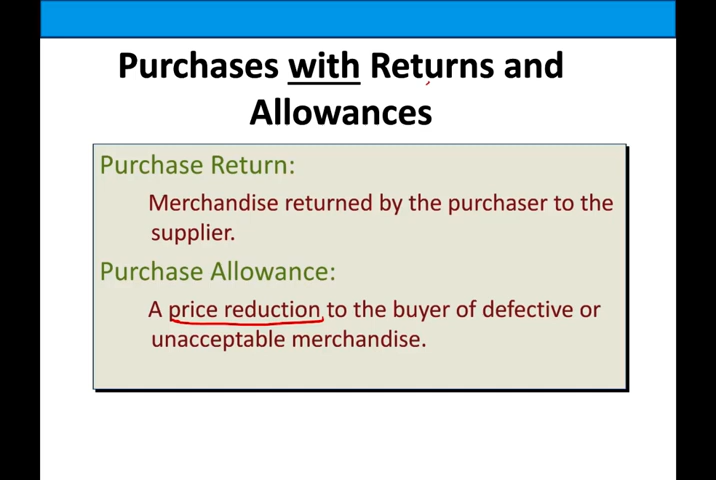 Purchases with Returns and
Allowances
Purchase Return:
Merchandise returned by the purchaser to the
supplier.
Purchase Allowance:
A price reduction to the buyer of defective or
unacceptable merchandise.